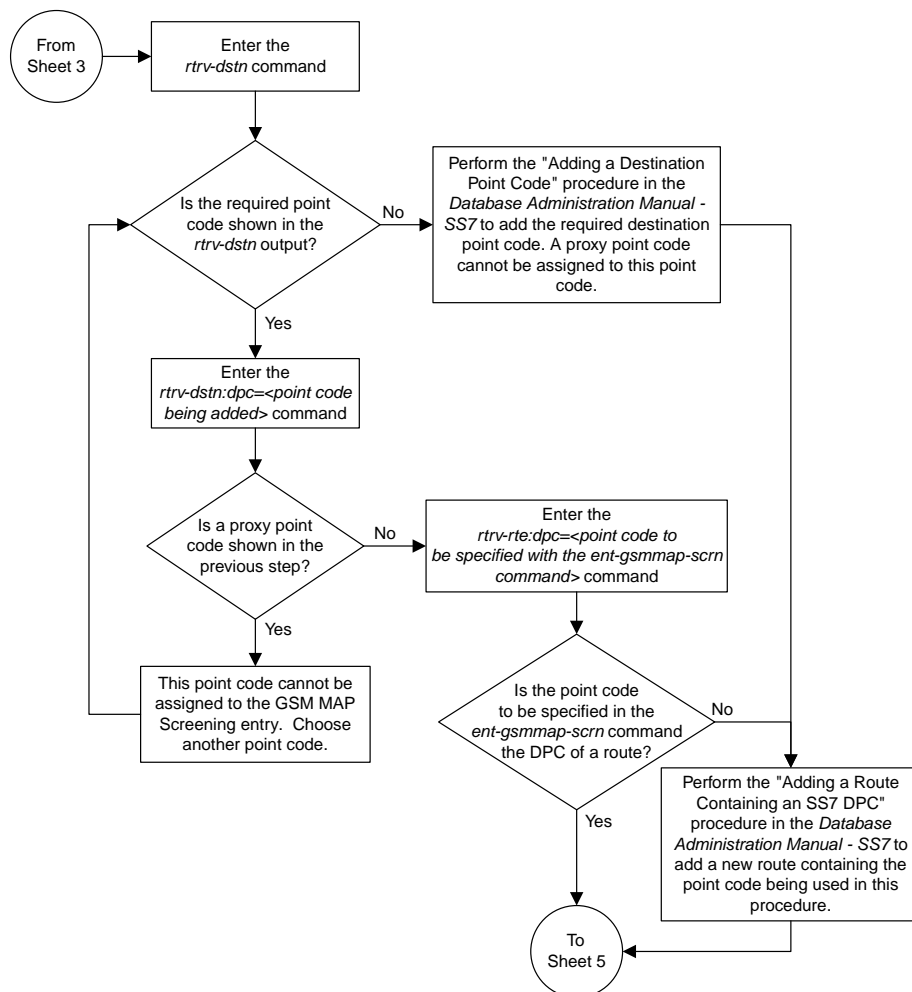 From
Sheet 3
Enter the
rtrv-dstn command
Is the required point
code shown in the
rtrv-dstn output?
No
Perform the "Adding a Destination
Point Code" procedure in the
Database Administration Manual -
SS7 to add the required destination
point code. A proxy point code
cannot be assigned to this point
code.
Yes
Enter the
rtrv-dstn:dpc=<point code
being added> command
Is a proxy point
code shown in the
previous step?
No
Enter the
rtrv-rte:dpc=<point code to
be specified with the ent-gsmmap-scrn
command> command
Yes
This point code cannot be
assigned to the GSM MAP
Screening entry. Choose
another point code.
Is the point code
to be specified in the
ent-gsmmap-scrn command
the DPC of a route?
No
Perform the "Adding a Route
Containing an SS7 DPC"
procedure in the Database
Administration Manual - SS7 to
add a new route containing the
point code being used in this
procedure.
Yes
To
Sheet 5